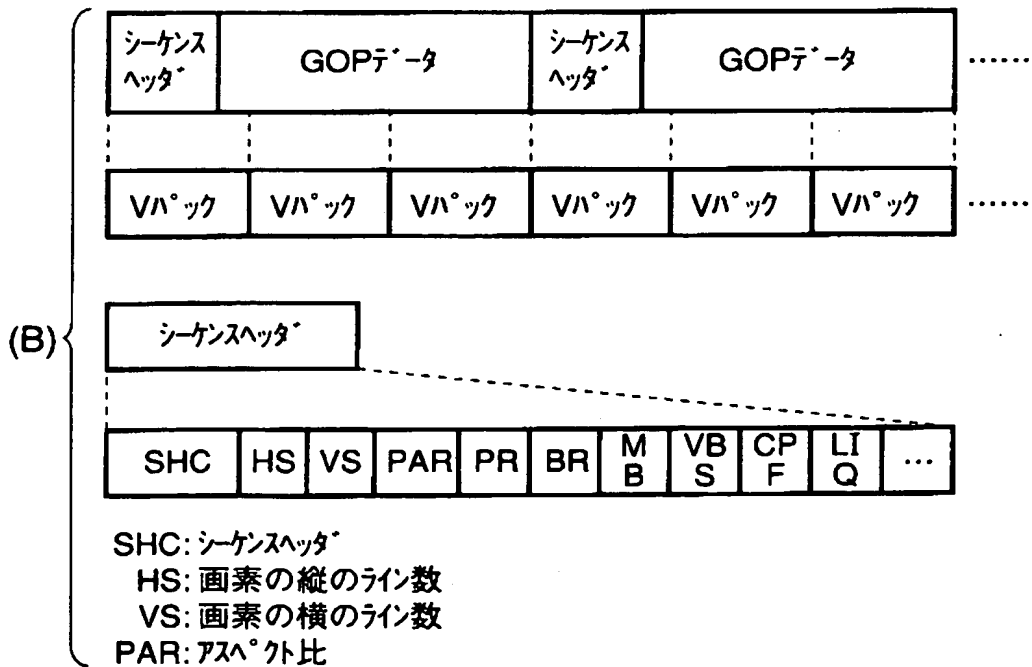 シーケンス
ヘッダ
GOPデータ
シーケンス
ヘッダ
GOPデータ
……
Vパック
Vパック
Vパック
Vパック
Vパック
Vパック
……
(B)
シーケンスヘッダ
SHC
HS
VS
PAR
PR
BR
M
B
VB
S
CP
F
LI
Q
…
SHC: シーケンスヘッダ
HS: 画素の縦のライン数
VS: 画素の横のライン数
PAR: アスペクト比